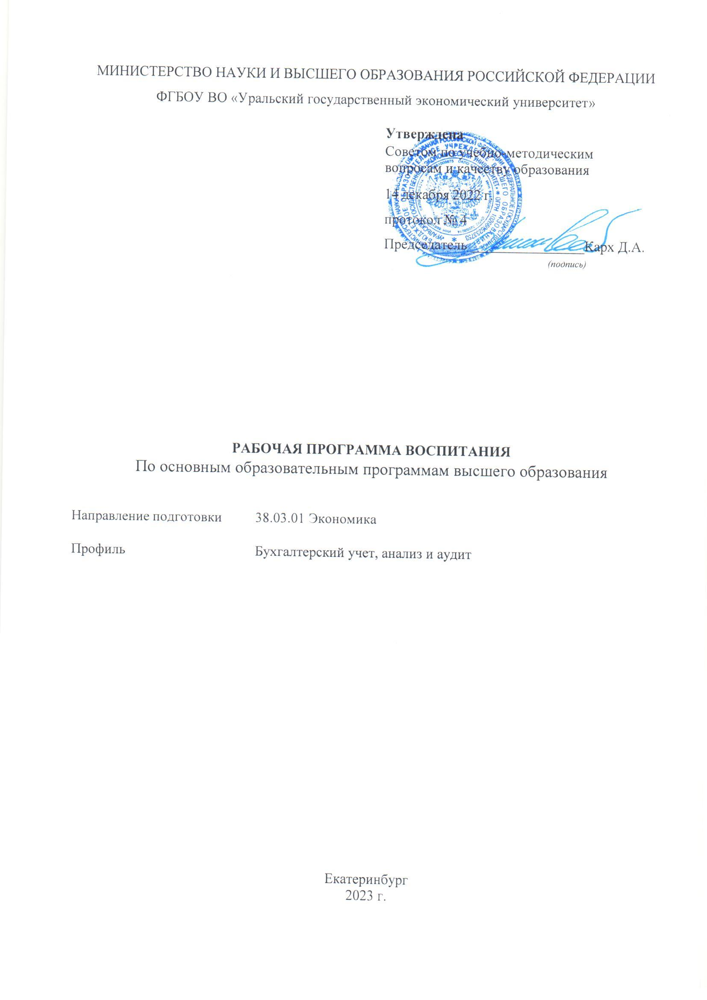 МИНИСТЕРСТВО НАУКИ И ВЫСШЕГО ОБРАЗОВАНИЯ РОССИЙСКОЙ ФЕДЕРАЦИИ
ФГБОУ ВО «Уральский государственный экономический университет»
Утверждена
Советом по учебно-методическим
вопросам и качеству образования
14 декабря 2022 г.
протокол № 4
Председатель Карх Д.А.
(подпись)
РАБОЧАЯ ПРОГРАММА ВОСПИТАНИЯ
По основным образовательным программам высшего образования
Направление подготовки 38.03.01 Экономика
Профиль Бухгалтерский учет, анализ и аудит
Екатеринбург
2023 г.